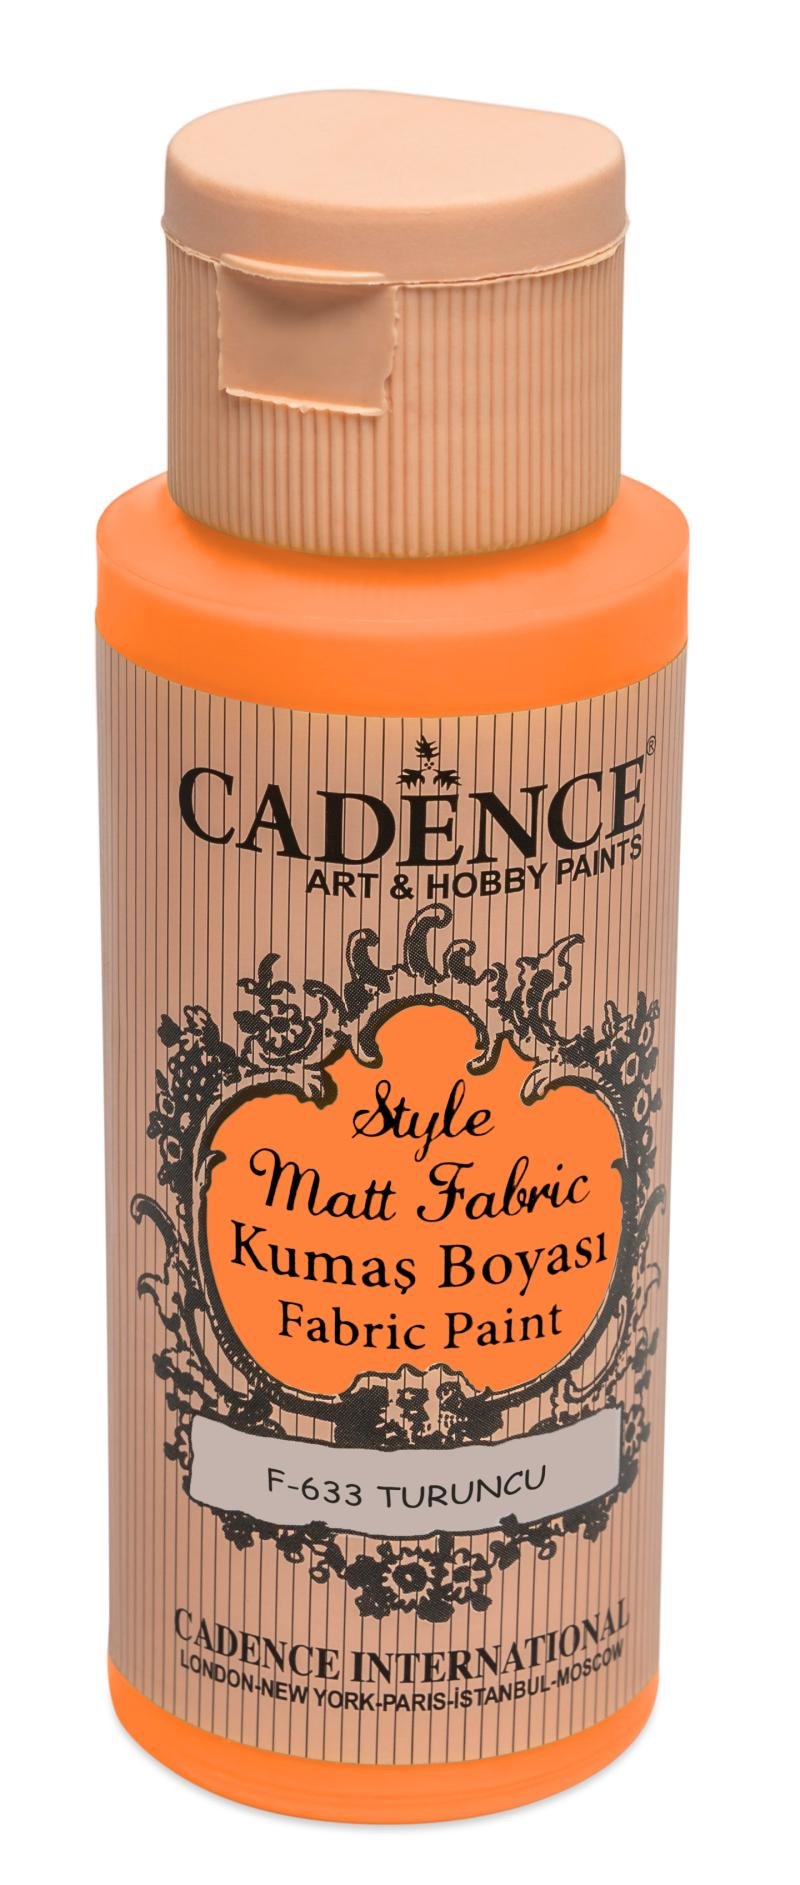 CADENCE®
ART & HOBBY PAINTS
Style
Matt Fabric
Kumaş Boyası
Fabric Paint
F-633 TURUNCU
CADENCE INTERNATIONAL
LONDON-NEW YORK-PARIS-İSTANBUL-MOSCOW